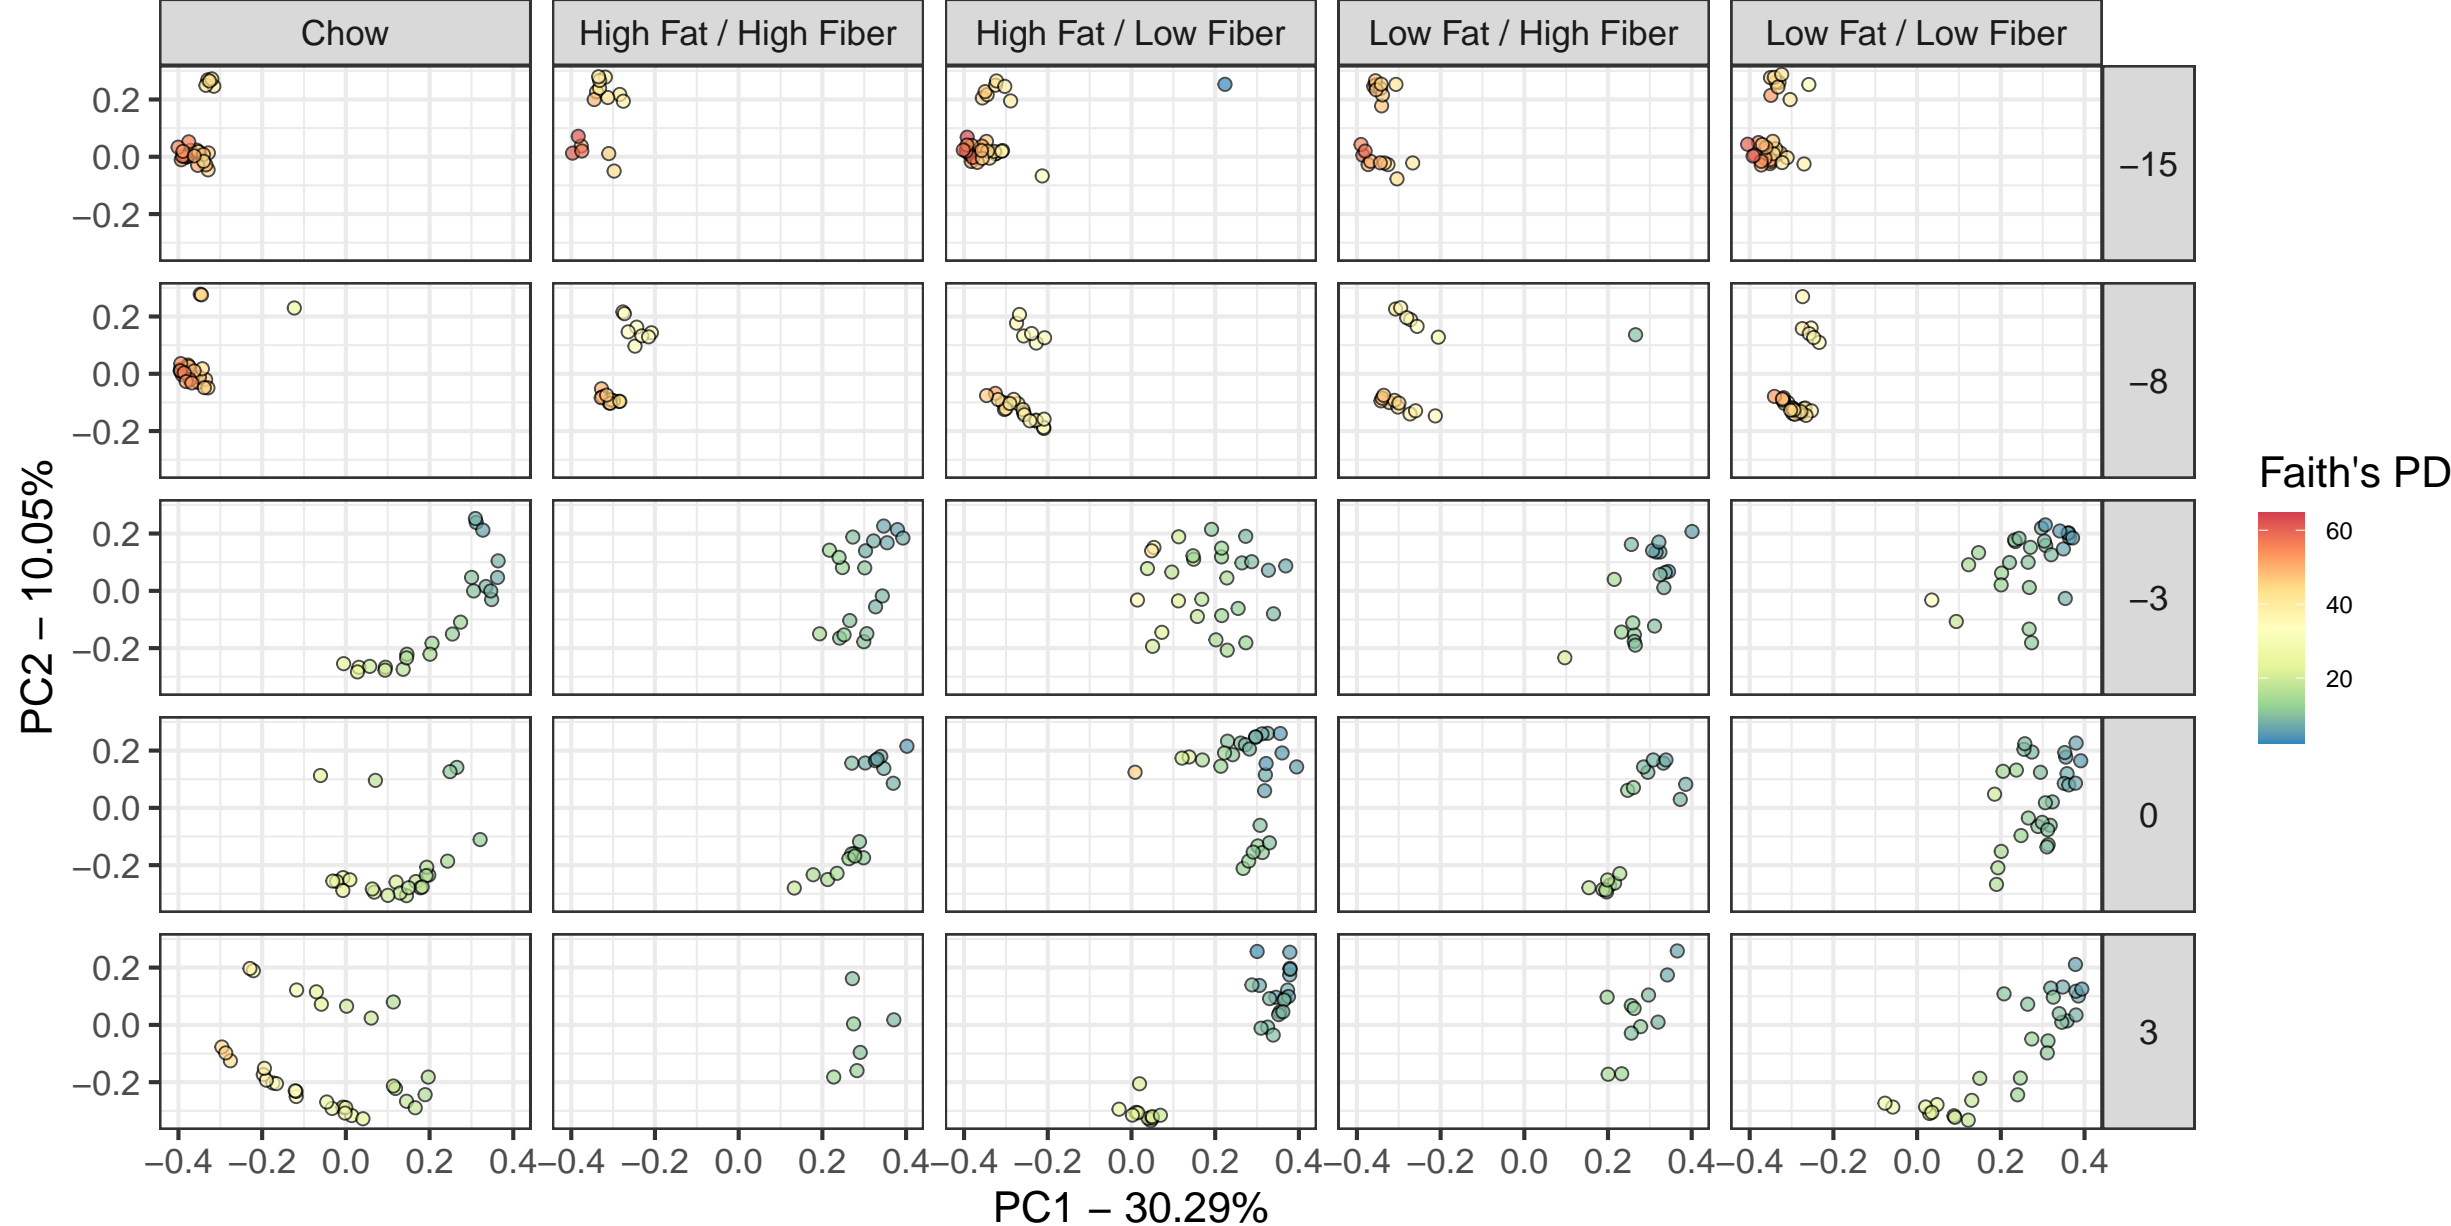 Chow
High Fat / High Fiber
High Fat / Low Fiber
Low Fat / High Fiber
Low Fat / Low Fiber
0.2
0.0
−0.2
−15
0.2
0.0
−0.2
−8
0.2
0.0
−0.2
−3
0.2
0.0
−0.2
0
0.2
0.0
−0.2
3
−0.4 −0.2 0.0 0.2 0.4
−0.4 −0.2 0.0 0.2 0.4
−0.4 −0.2 0.0 0.2 0.4
−0.4 −0.2 0.0 0.2 0.4
−0.4 −0.2 0.0 0.2 0.4
PC1 − 30.29%
PC2 − 10.05%
Faith's PD
60
40
20